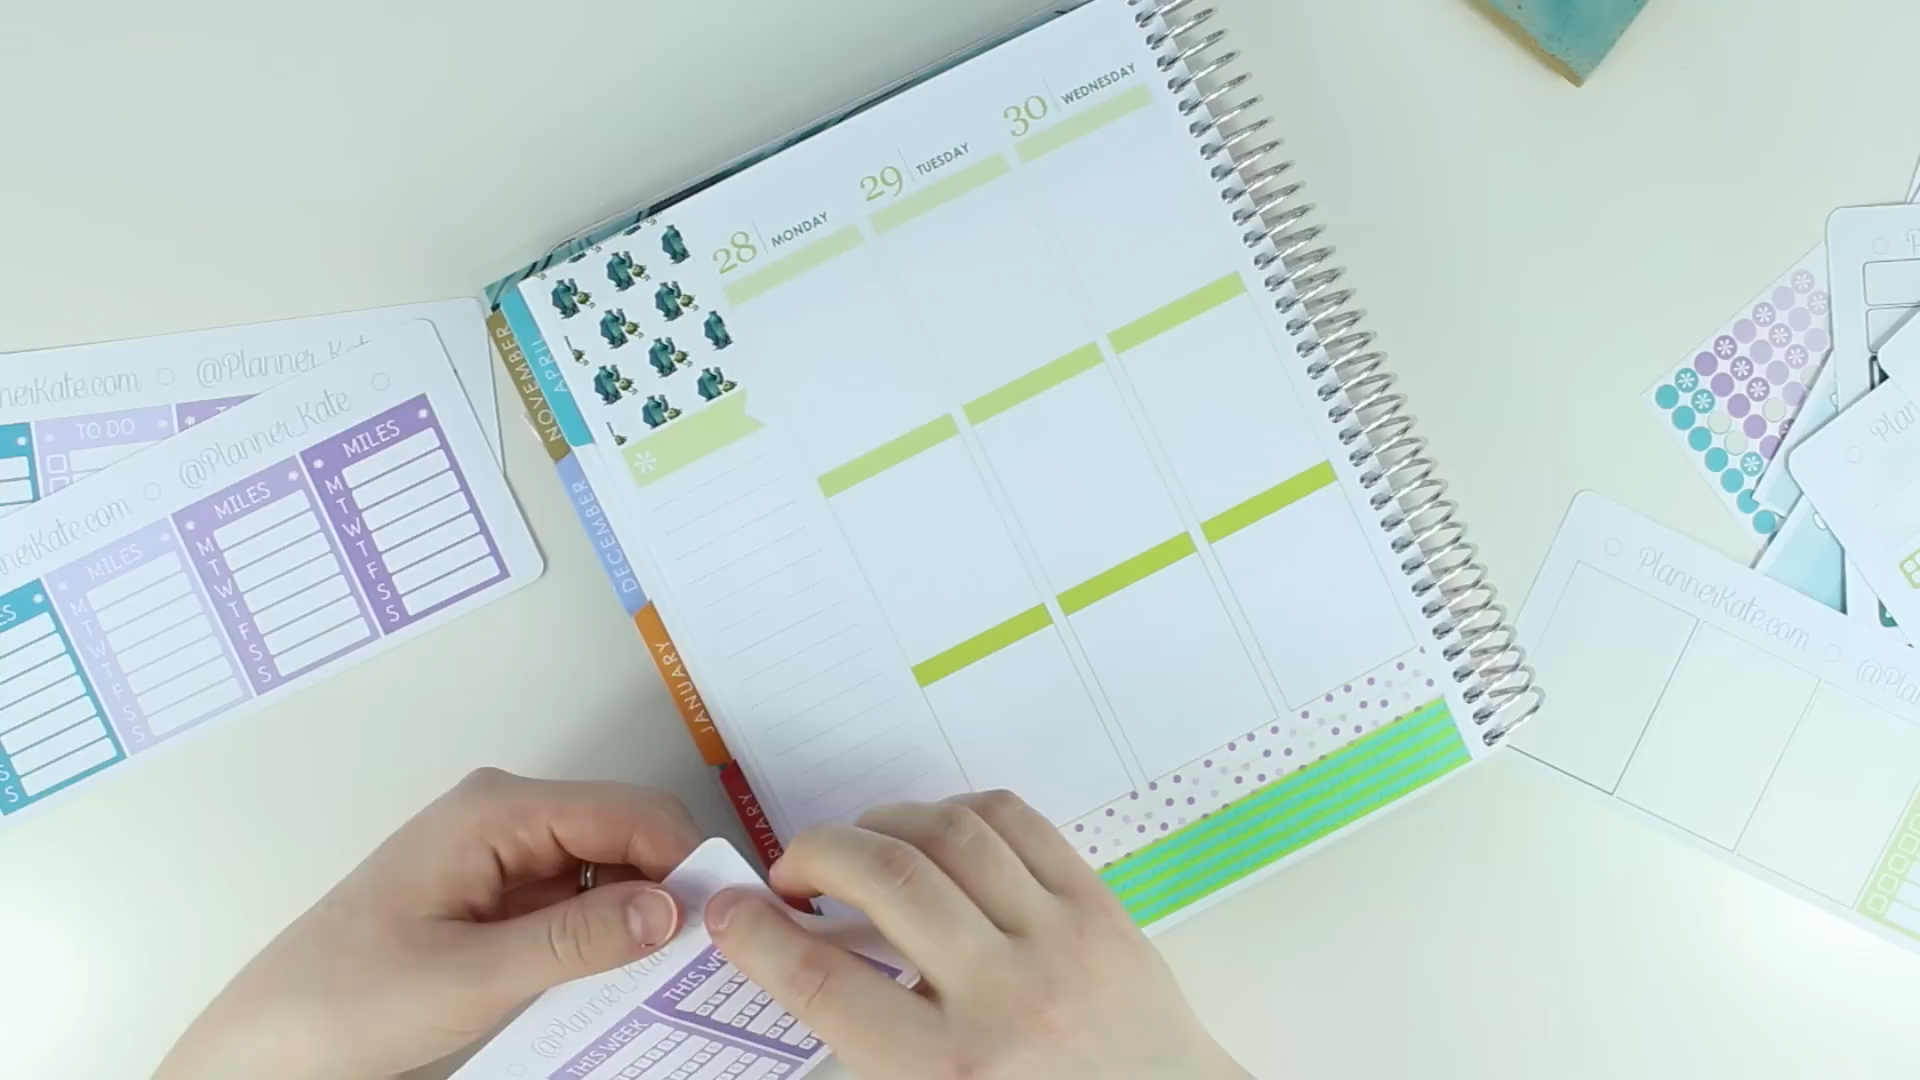 28 MONDAY
29 TUESDAY
30 WEDNESDAY
NOVEMBER
APRIL
DECEMBER
JANUARY
@Planner_Kate
TO DO
@Planner_Kate
MILES
M
T
W
T
F
S
S
MILES
M
T
W
T
F
S
S
MILES
M
T
W
T
F
S
S
S
S
THIS WEEK
PlannerKate.com